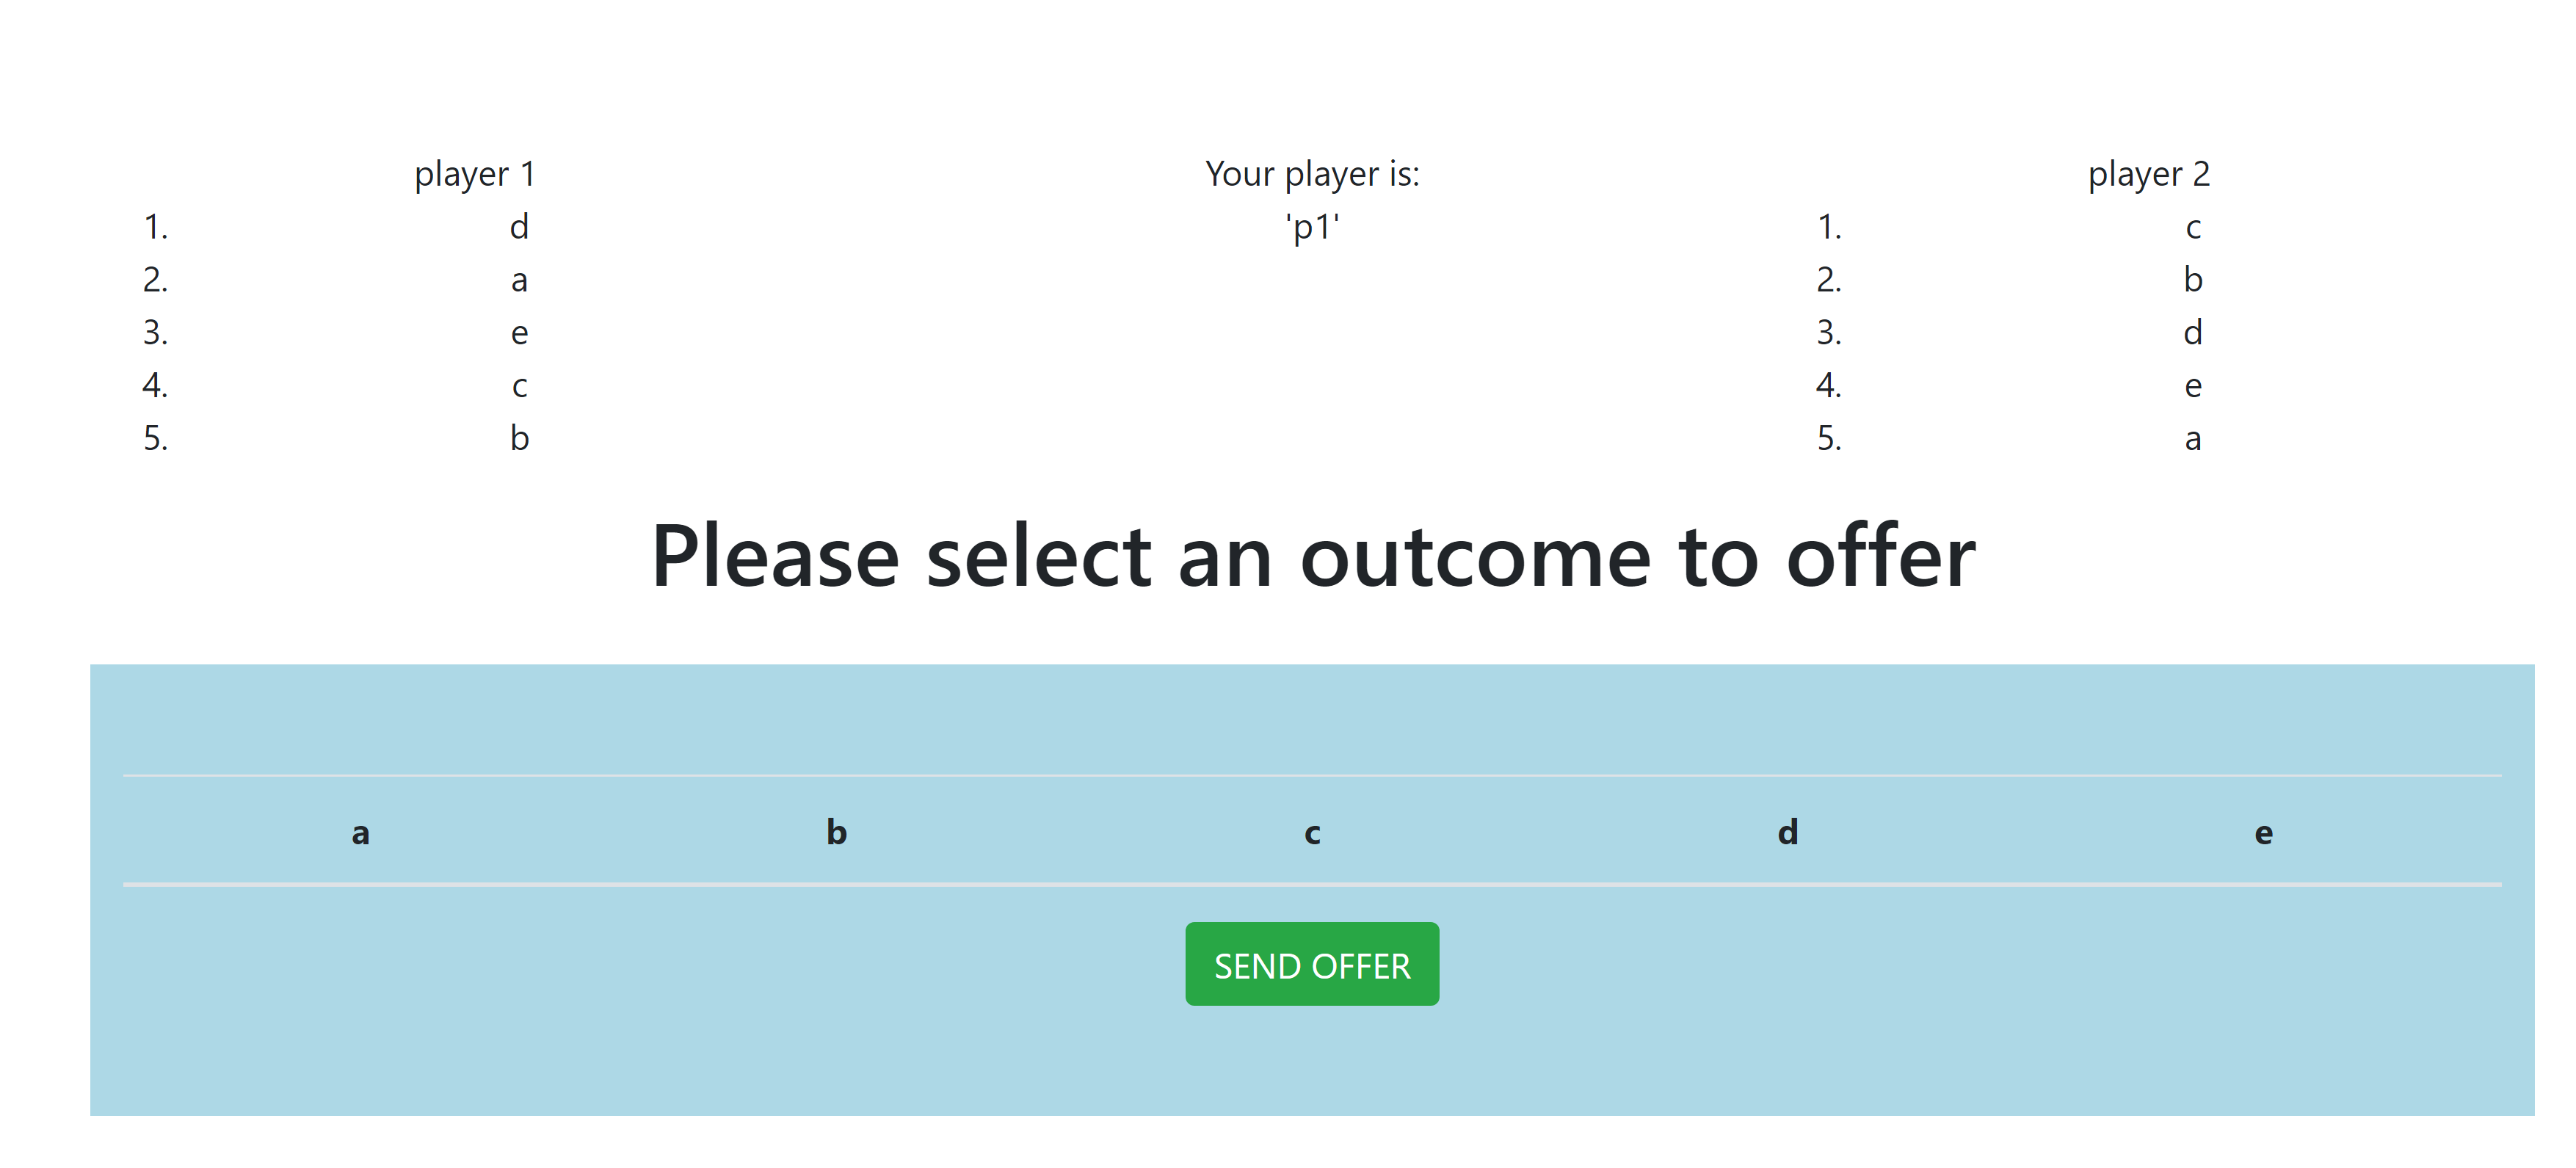 player 1 Your player is: player 2
1. d 'p1' 1. c
2. a 2. b
3. e 3. d
4. c 4. e
5. b 5. a
Please select an outcome to offer
a b c d e
SEND OFFER